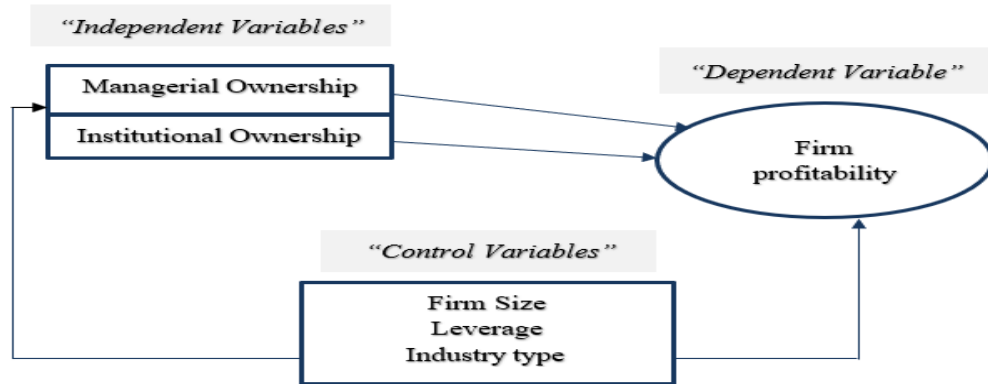 “Independent Variables”
Managerial Ownership
Institutional Ownership
“Dependent Variable”
Firm
profitability
“Control Variables”
Firm Size
Leverage
Industry type